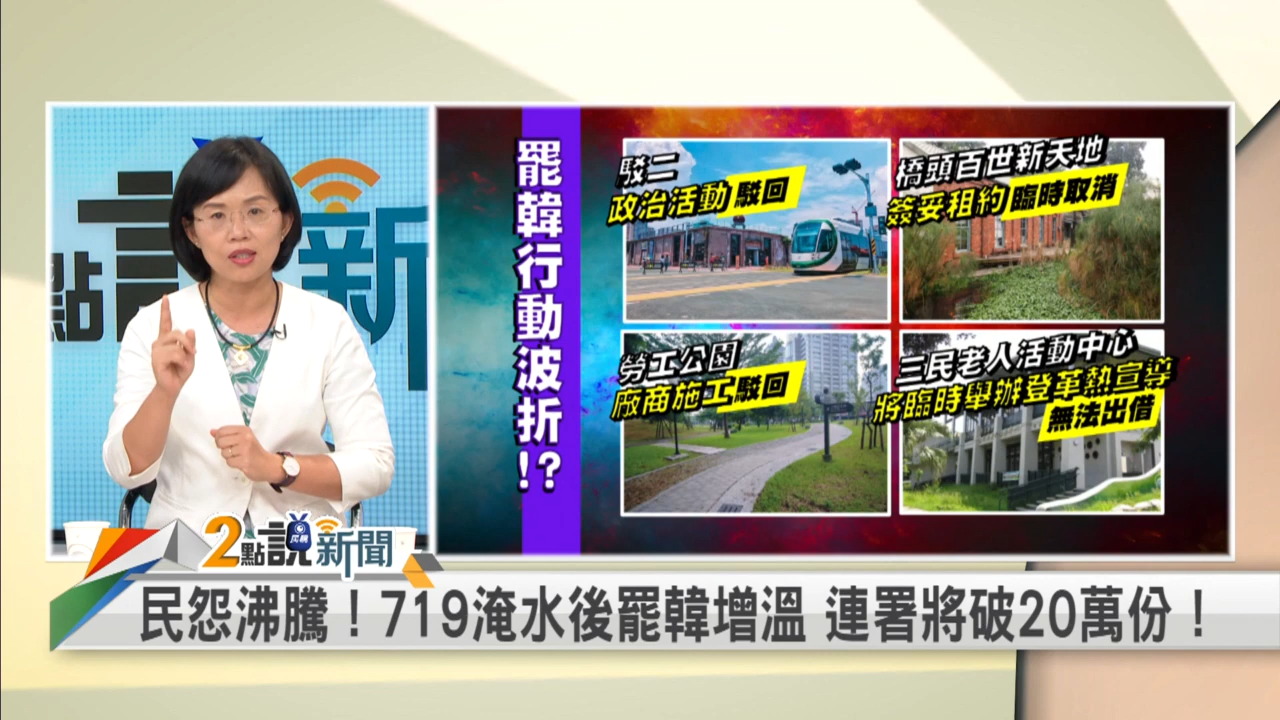 點說新
罷韓行動波折!?
駁二
政治活動駁回
橋頭百世新天地
簽妥租約臨時取消
勞工公園
廠商施工駁回
三民老人活動中心
將臨時舉辦登革熱宣導
無法出借
2點說新聞
民視
民怨沸騰！719淹水後罷韓增溫 連署將破20萬份！